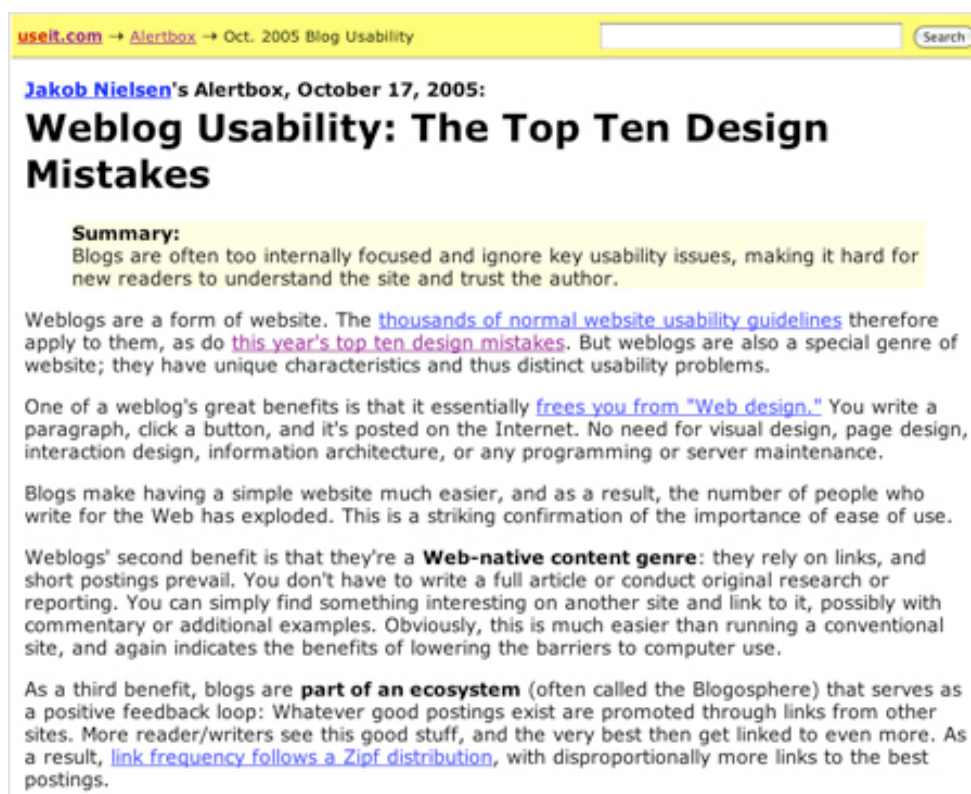 useit.com → Alertbox → Oct. 2005 Blog Usability Search
Jakob Nielsen's Alertbox, October 17, 2005:
Weblog Usability: The Top Ten Design
Mistakes
Summary:
Blogs are often too internally focused and ignore key usability issues, making it hard for
new readers to understand the site and trust the author.
Weblogs are a form of website. The thousands of normal website usability guidelines therefore
apply to them, as do this year's top ten design mistakes. But weblogs are also a special genre of
website; they have unique characteristics and thus distinct usability problems.
One of a weblog's great benefits is that it essentially frees you from "Web design." You write a
paragraph, click a button, and it's posted on the Internet. No need for visual design, page design,
interaction design, information architecture, or any programming or server maintenance.
Blogs make having a simple website much easier, and as a result, the number of people who
write for the Web has exploded. This is a striking confirmation of the importance of ease of use.
Weblogs' second benefit is that they're a Web-native content genre: they rely on links, and
short postings prevail. You don't have to write a full article or conduct original research or
reporting. You can simply find something interesting on another site and link to it, possibly with
commentary or additional examples. Obviously, this is much easier than running a conventional
site, and again indicates the benefits of lowering the barriers to computer use.
As a third benefit, blogs are part of an ecosystem (often called the Blogosphere) that serves as
a positive feedback loop: Whatever good postings exist are promoted through links from other
sites. More reader/writers see this good stuff, and the very best then get linked to even more. As
a result, link frequency follows a Zipf distribution, with disproportionally more links to the best
postings.